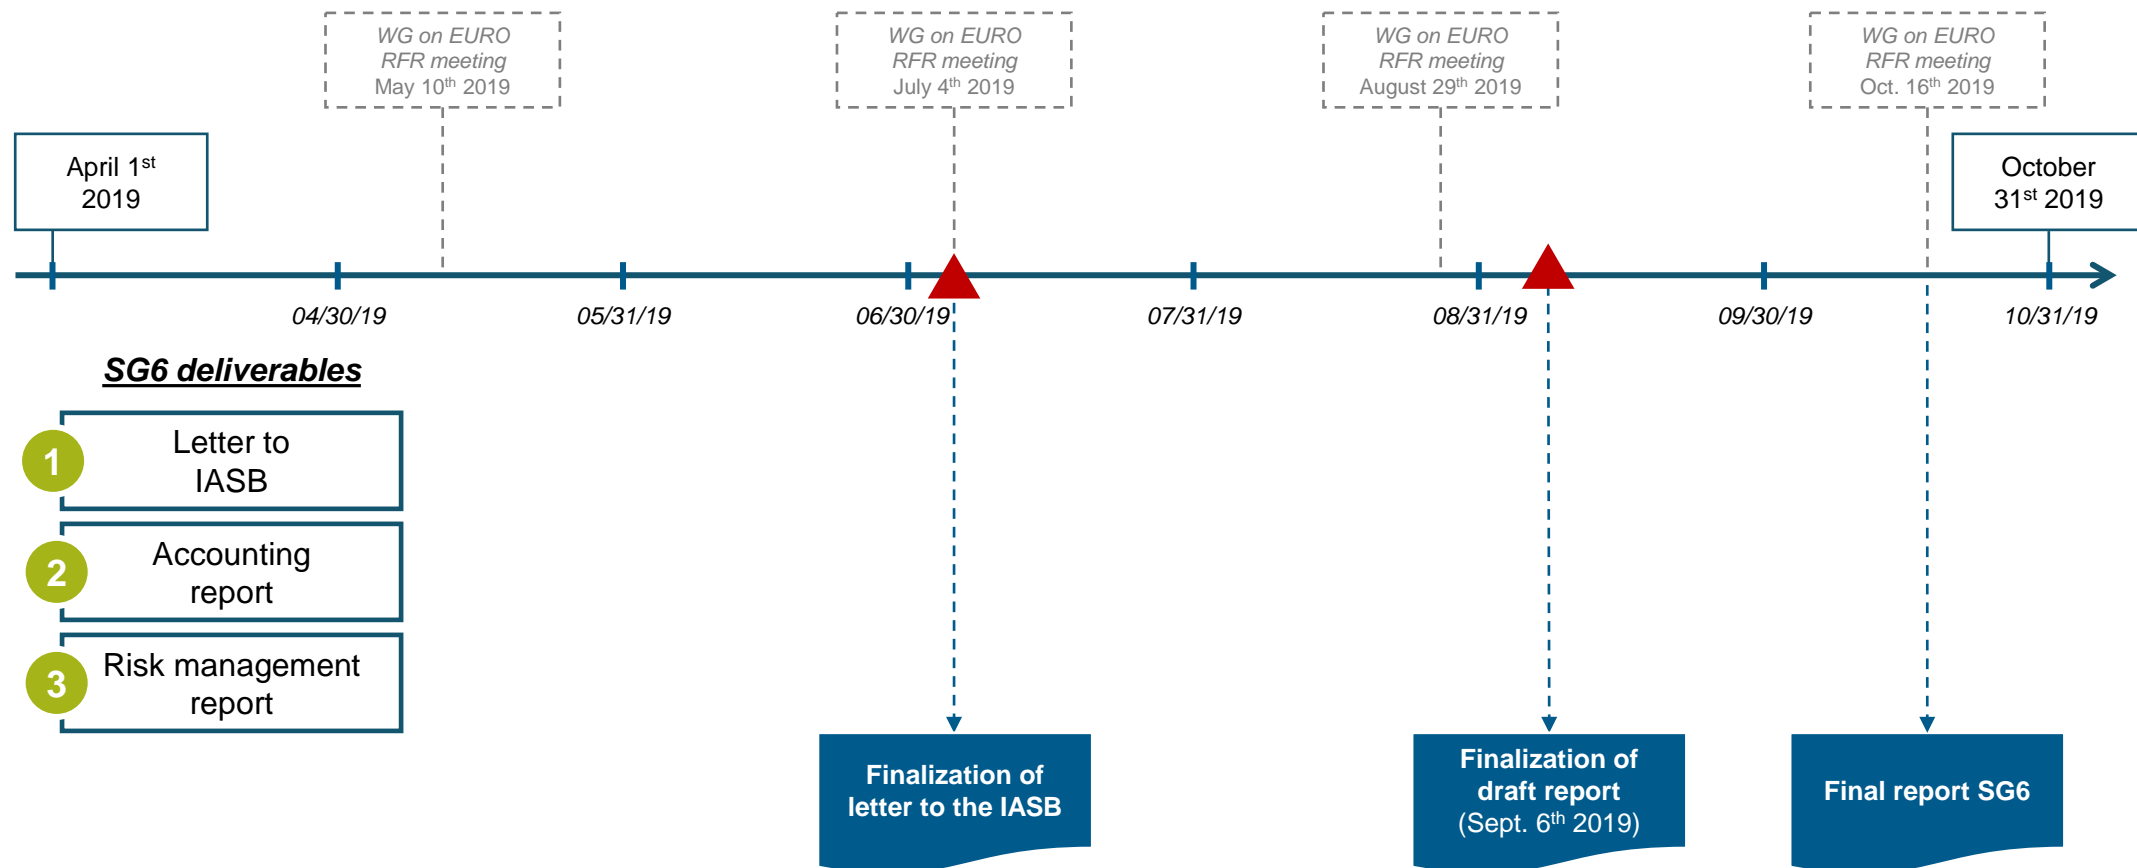 WG on EURO
RFR meeting
May 10th 2019
WG on EURO
RFR meeting
July 4th 2019
WG on EURO
RFR meeting
August 29th 2019
WG on EURO
RFR meeting
Oct. 16th 2019
April 1st
2019
October
31st 2019
04/30/19
05/31/19
06/30/19
07/31/19
08/31/19
09/30/19
10/31/19
SG6 deliverables
1
Letter to
IASB
2
Accounting
report
3
Risk management
report
Finalization of
letter to the IASB
Finalization of
draft report
(Sept. 6th 2019)
Final report SG6